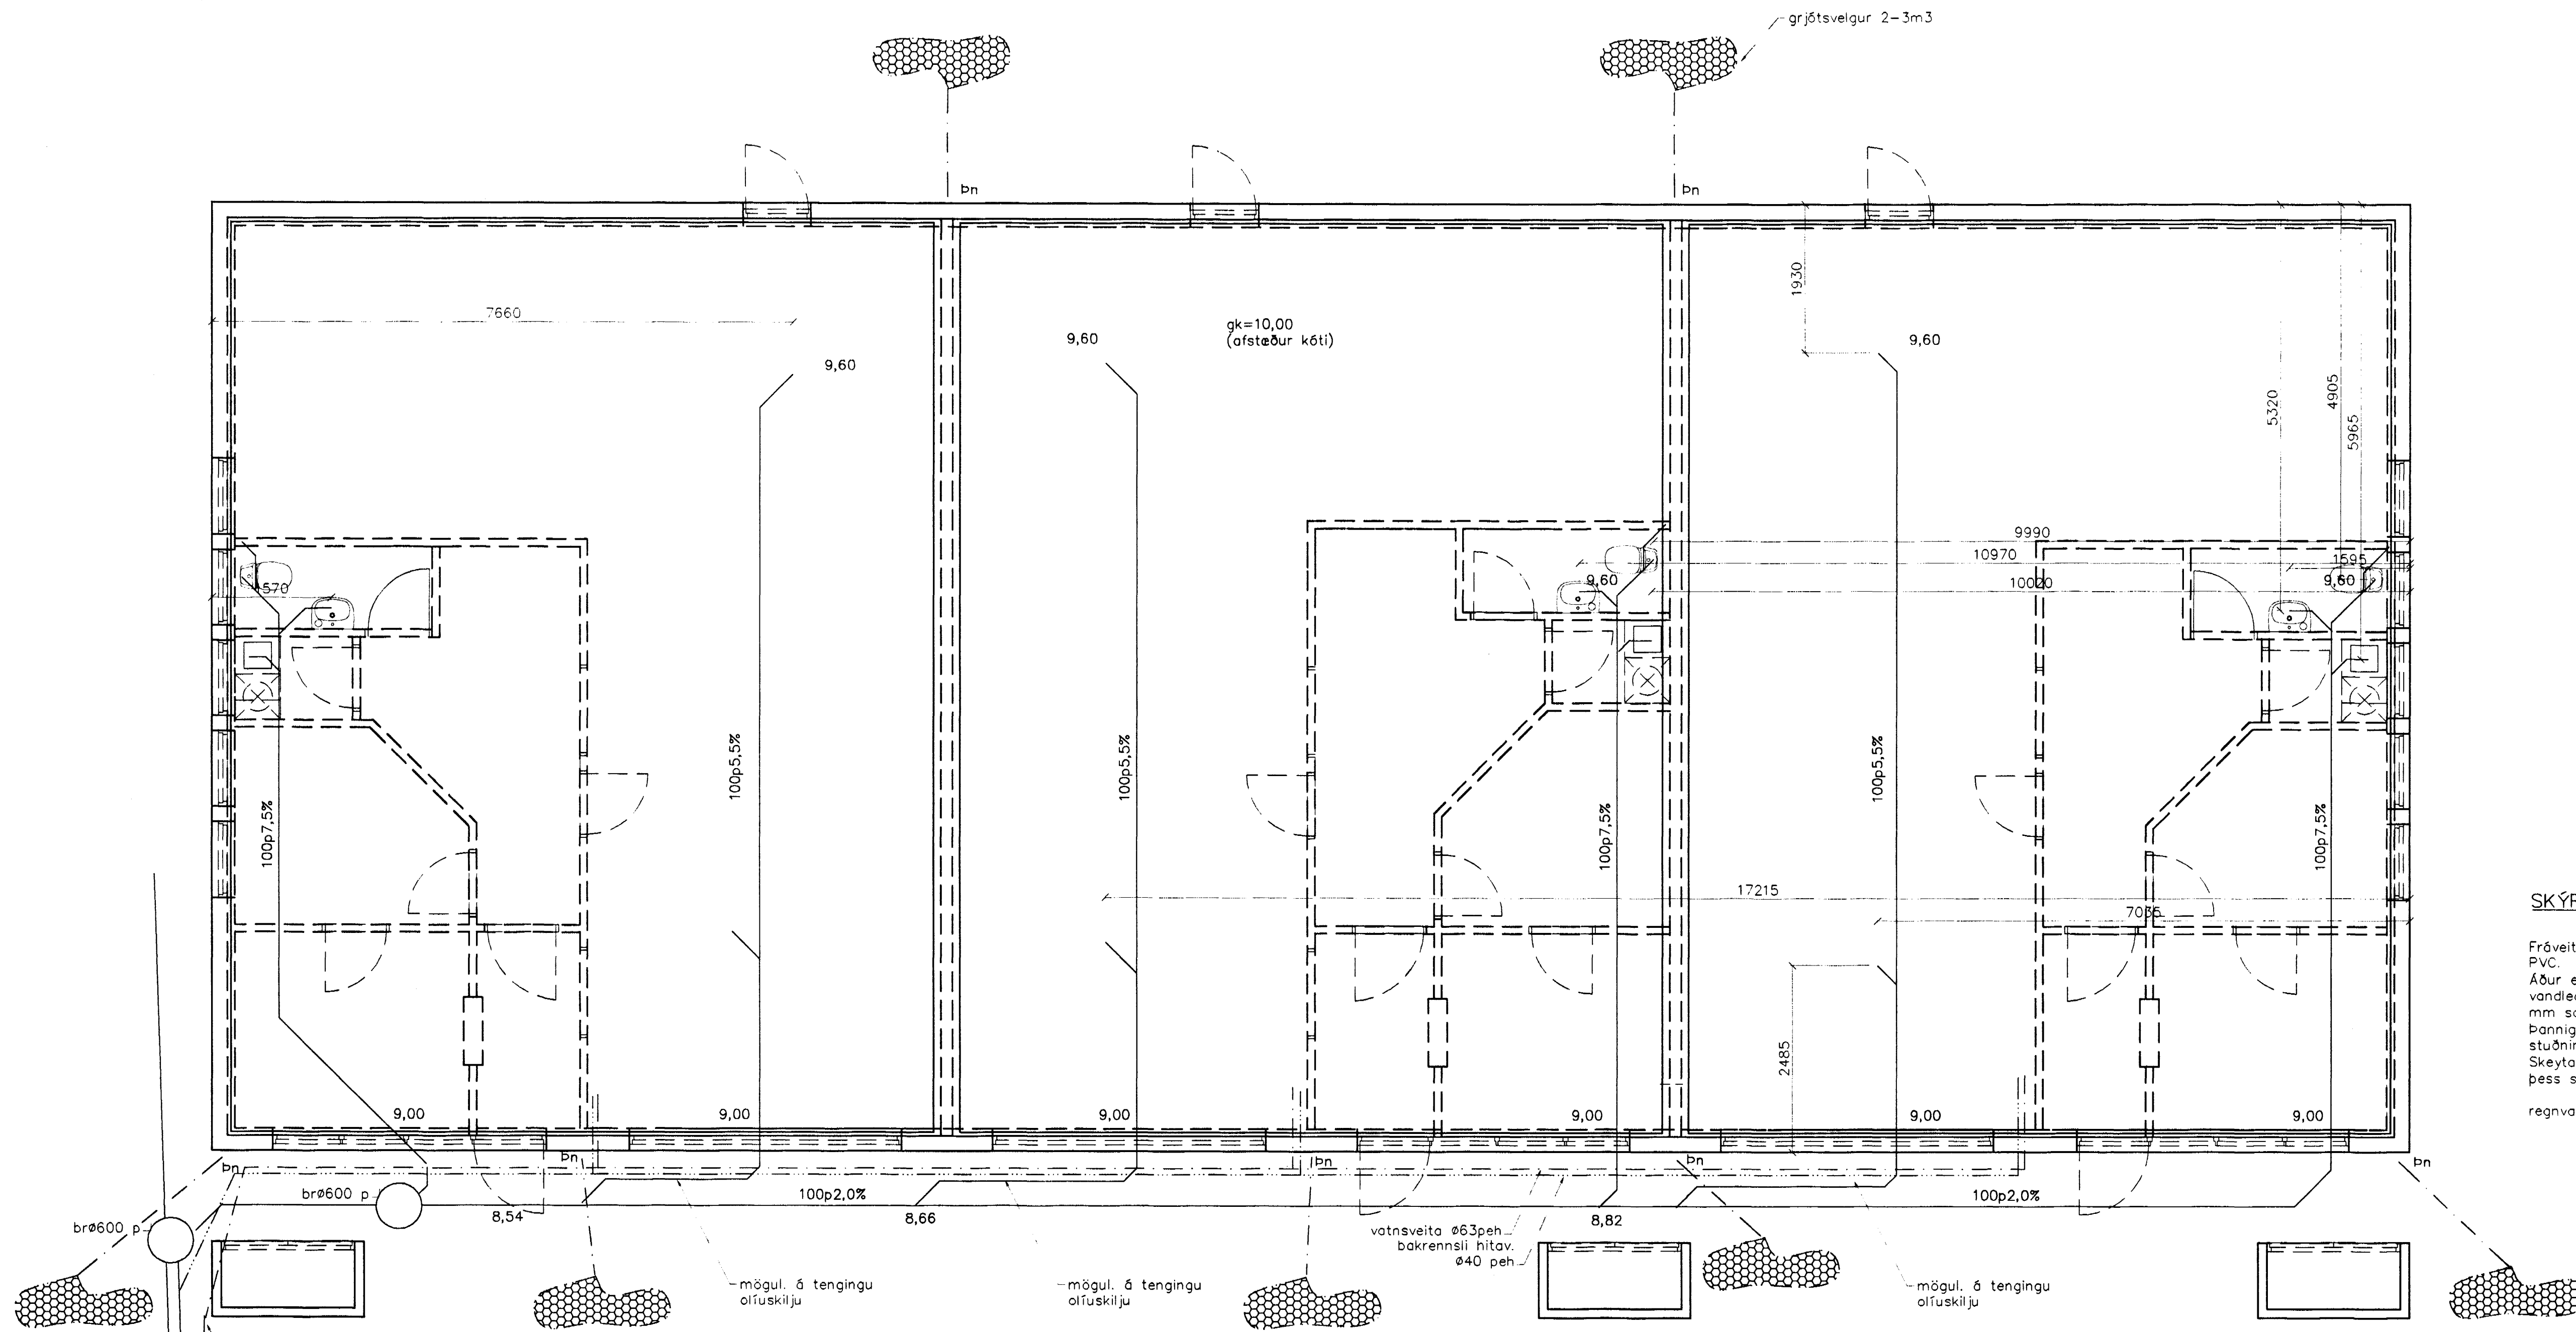 grjótsvelgur 2-3m3
þn
þn
7660
9,60
9,60
gk=10,00
(afstæður kóti)
1930
9,60
5320
4905
5965
570
9,60
9990
10970
1595
10020
9,60
100p5,5%
100p5,5%
100p5,5%
100p7,5%
100p7,5%
100p7,5%
17215
7035
2485
SKÝR
Fráveit
PVC.
Áður e
vandleg
mm sa
Þannig
stuðnin
Skeyta
þess s
regnva
9,00
9,00
9,00
9,00
9,00
9,00
þn
þn
þn
þn
þn
brø600 p
100p2,0%
100p2,0%
brø600 p
8,54
8,66
8,82
vatnsveita ø63peh
bakrennsli hitav.
ø40 peh
mögul. á tengingu
olíuskilju
mögul. á tengingu
olíuskilju
mögul. á tengingu
olíuskilju